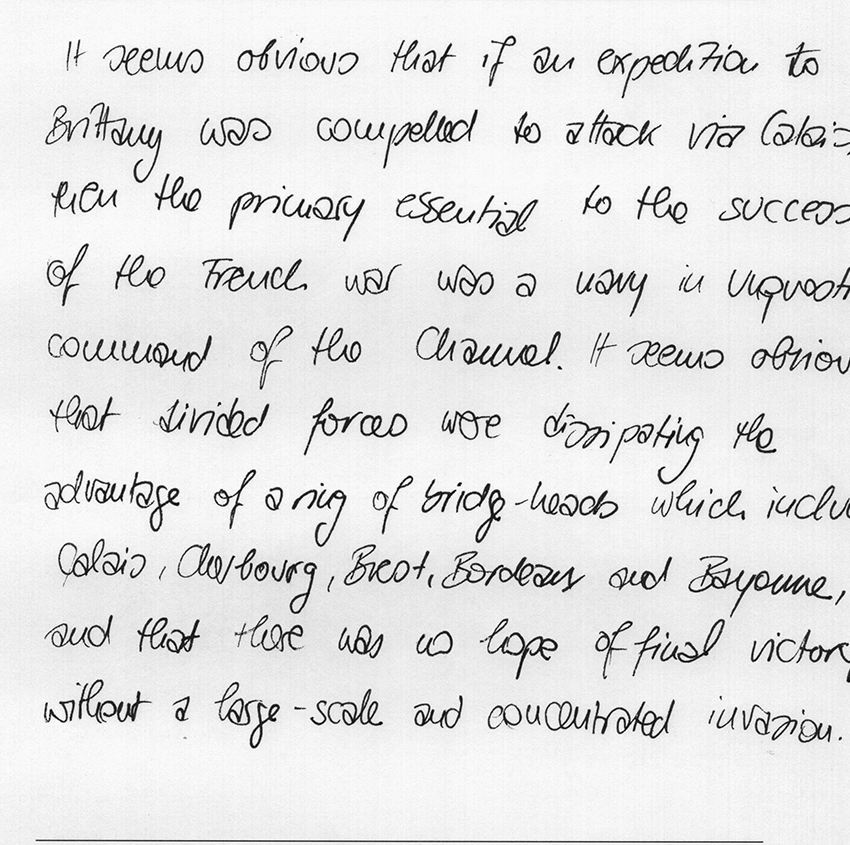 It seems obvious that if an expedition to
Brittany was compelled to attack via Calais,
then the primary essential to the success
of the French war was a navy in unquesti
command of the Channel. It seems obviou
that divided forces were dissipating the
advantage of a ring of bridge-heads which inclu
Calais, Cherbourg, Brest, Bordeaux and Bayonne,
and that there was no hope of final victory
without a large-scale and concentrated invasion.